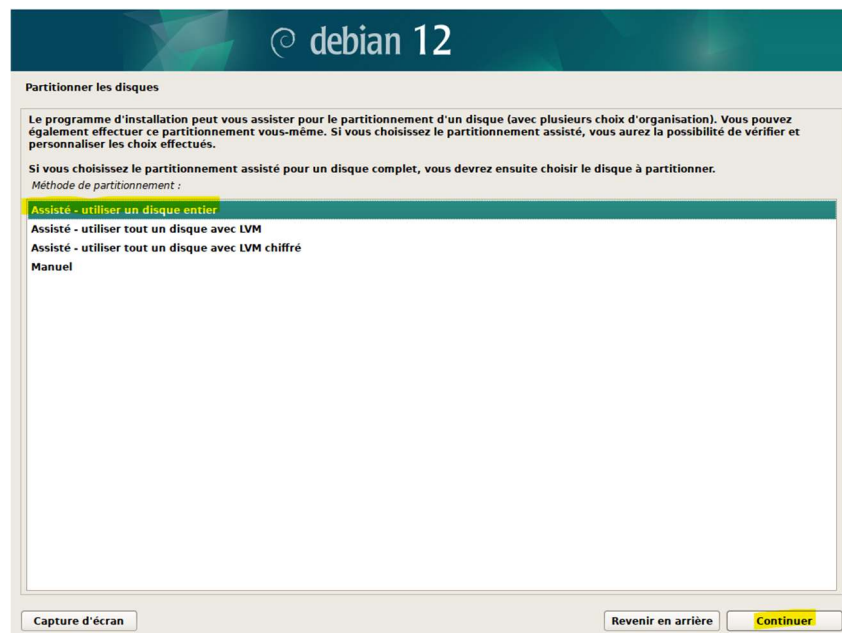 debian 12
Partitionner les disques
Le programme d'installation peut vous assister pour le partitionnement d'un disque (avec plusieurs choix d'organisation). Vous pouvez
également effectuer ce partitionnement vous-même. Si vous choisissez le partitionnement assisté, vous aurez la possibilité de vérifier et
personnaliser les choix effectués.
Si vous choisissez le partitionnement assisté pour un disque complet, vous devrez ensuite choisir le disque à partitionner.
Méthode de partitionnement :
Assisté - utiliser un disque entier
Assisté - utiliser tout un disque avec LVM
Assisté - utiliser tout un disque avec LVM chiffré
Manuel
Capture d'écran
Revenir en arrière
Continuer